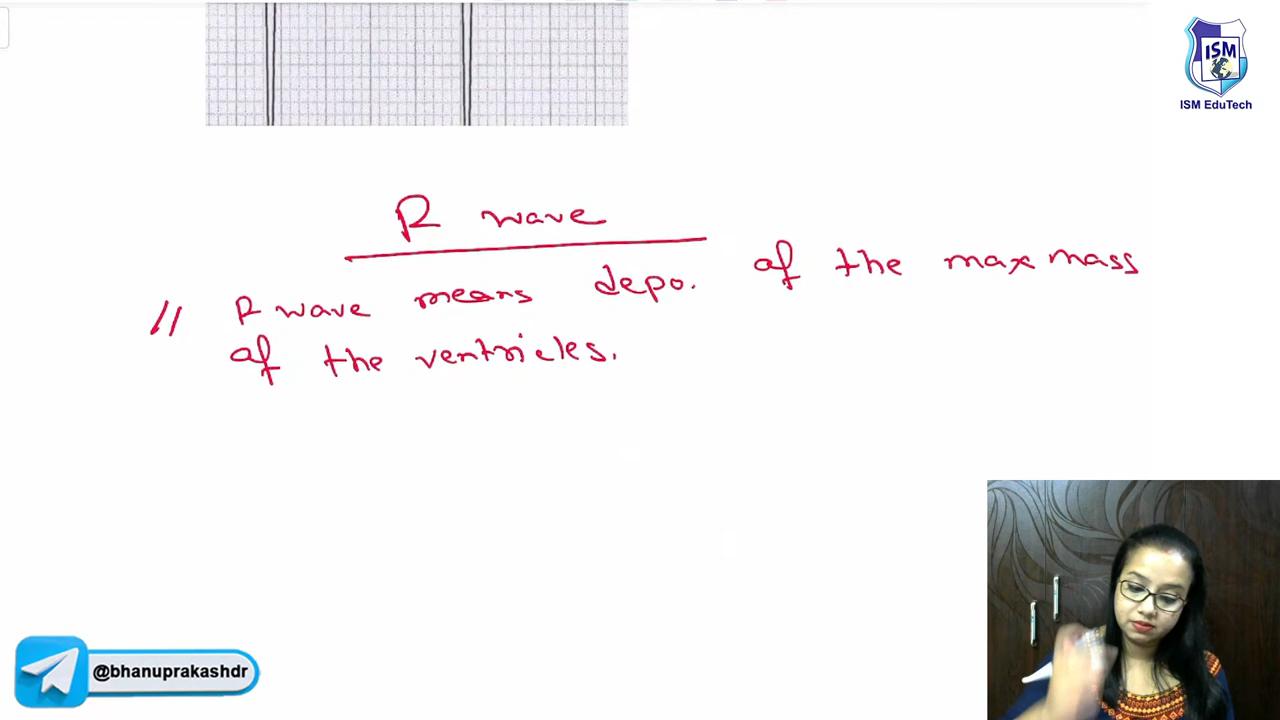 ISM
ISM EduTech
R wave
// R wave means depo. of the max mass
of the ventricles.
@bhanuprakashdr